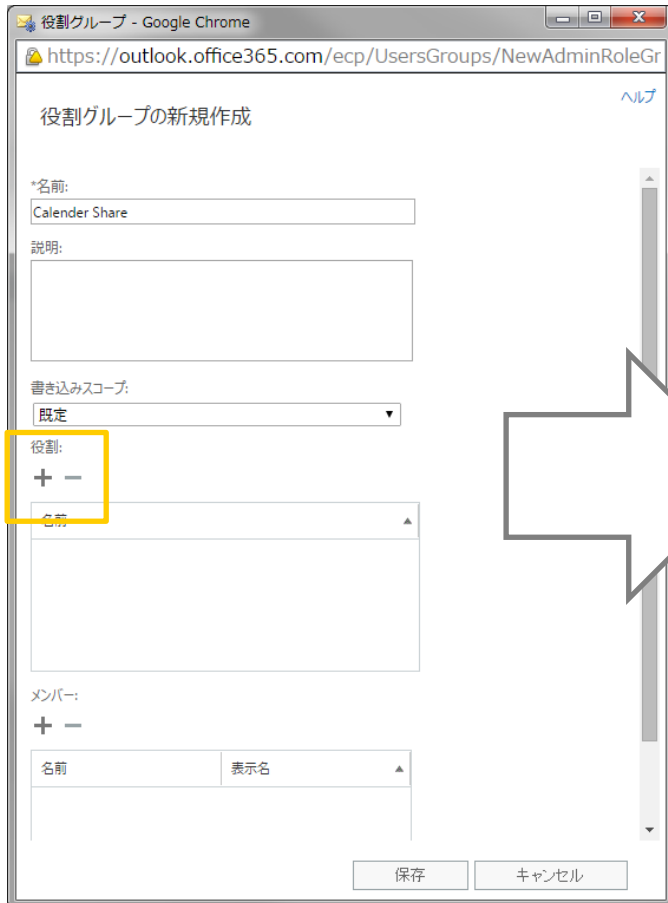 役割グループ - Google Chrome
https://outlook.office365.com/ecp/UsersGroups/NewAdminRoleGr
ヘルプ
役割グループの新規作成
*名前:
Calender Share
説明:
書き込みスコープ:
既定
役割:
名前
メンバー:
名前 表示名
保存 キャンセル